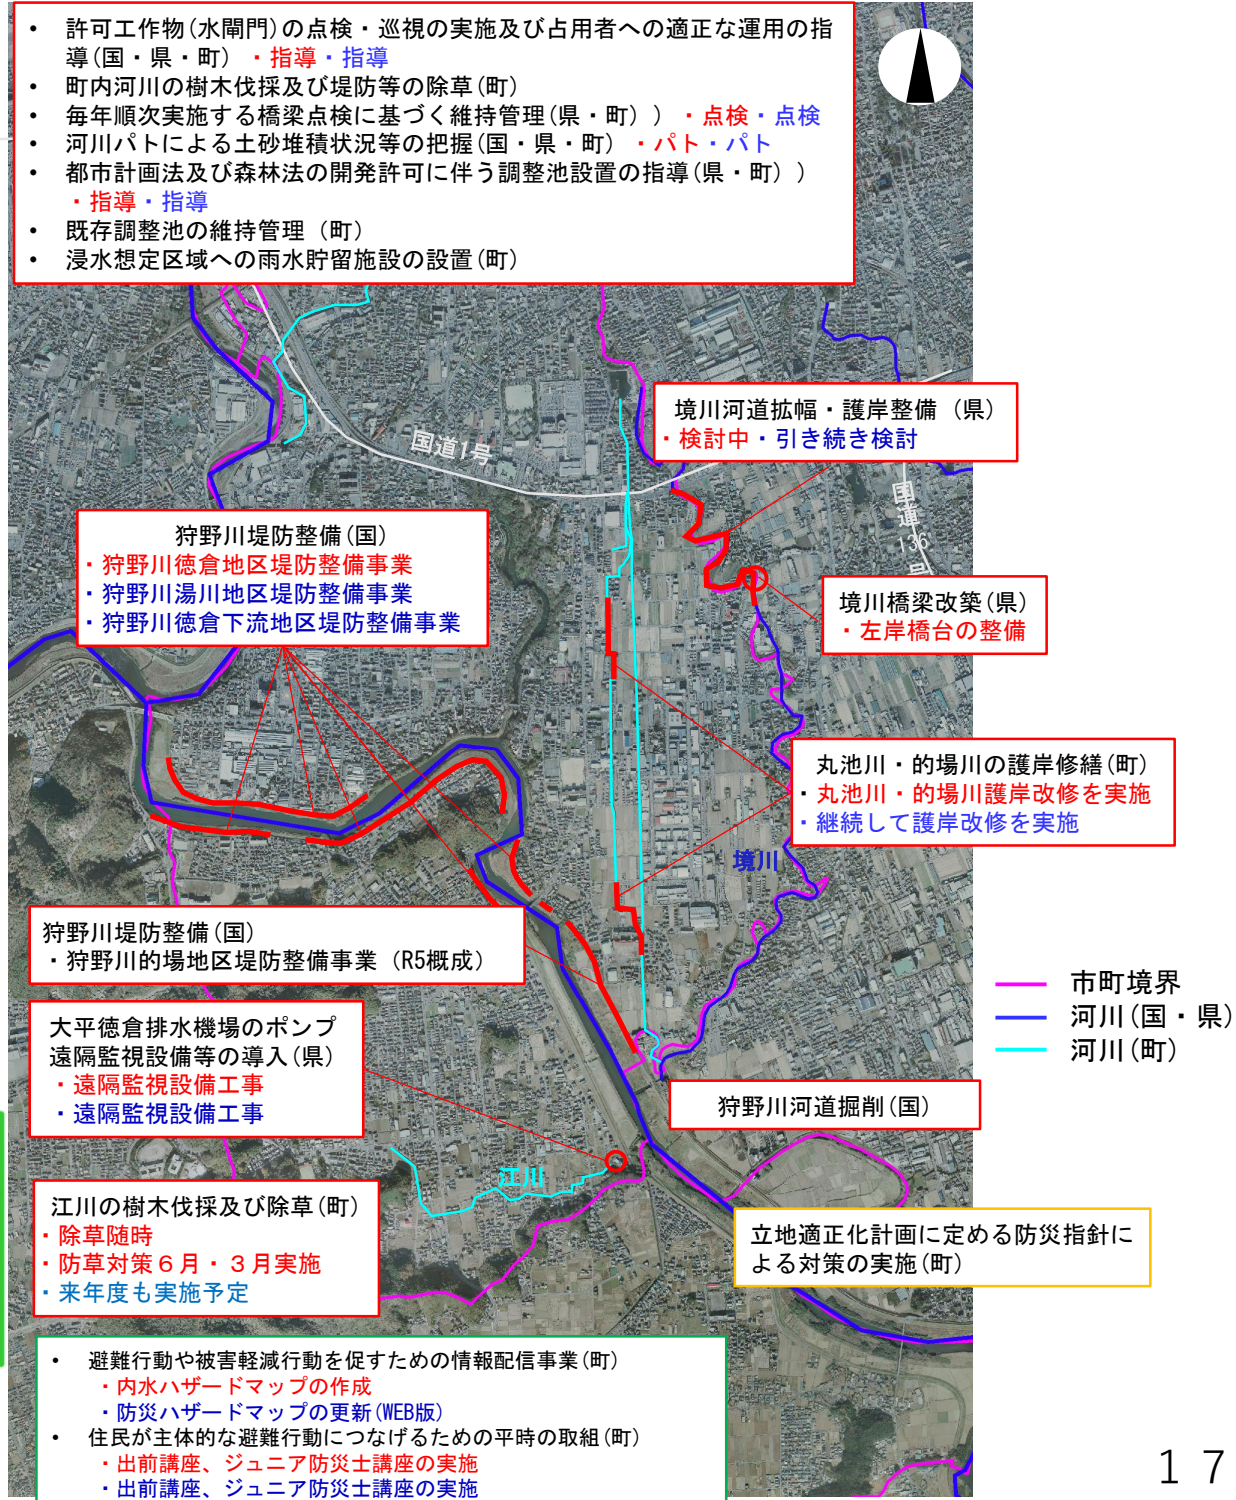 ・ 許可工作物(水閘門)の点検・巡視の実施及び占用者への適正な運用の指
導(国・県・町) ・指導・指導
・ 町内河川の樹木伐採及び堤防等の除草(町)
・ 毎年順次実施する橋梁点検に基づく維持管理(県・町)) ・点検・点検
・ 河川パトによる土砂堆積状況等の把握(国・県・町) ・パト・パト
・ 都市計画法及び森林法の開発許可に伴う調整池設置の指導(県・町))
・指導・指導
・ 既存調整池の維持管理 (町)
・ 浸水想定区域への雨水貯留施設の設置(町)
国道1号
境川河道拡幅・護岸整備 (県)
・検討中・引き続き検討
国道136号
狩野川堤防整備(国)
・狩野川徳倉地区堤防整備事業
・狩野川湯川地区堤防整備事業
・狩野川徳倉下流地区堤防整備事業
境川橋梁改築(県)
・左岸橋台の整備
丸池川・的場川の護岸修繕(町)
・丸池川・的場川護岸改修を実施
・継続して護岸改修を実施
境川
狩野川堤防整備(国)
・狩野川的場地区堤防整備事業 (R5概成)
市町境界
河川(国・県)
河川(町)
大平徳倉排水機場のポンプ
遠隔監視設備等の導入(県)
・遠隔監視設備工事
・遠隔監視設備工事
狩野川河道掘削(国)
江川
江川の樹木伐採及び除草(町)
・除草随時
・防草対策6月・3月実施
・来年度も実施予定
立地適正化計画に定める防災指針に
よる対策の実施(町)
・ 避難行動や被害軽減行動を促すための情報配信事業(町)
・内水ハザードマップの作成
・防災ハザードマップの更新(WEB版)
・ 住民が主体的な避難行動につなげるための平時の取組(町)
・出前講座、ジュニア防災士講座の実施
・出前講座、ジュニア防災士講座の実施
17